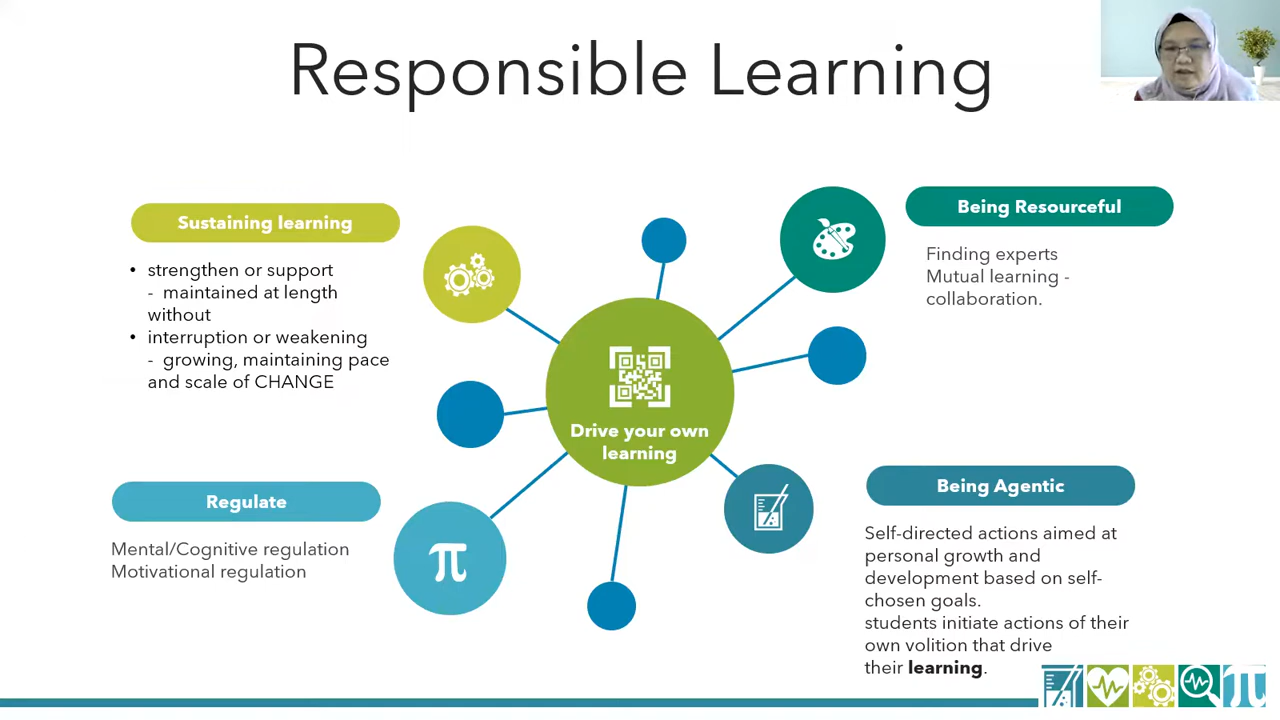 Responsible Learning
Sustaining learning
• strengthen or support
- maintained at length
without
• interruption or weakening
- growing, maintaining pace
and scale of CHANGE
Being Resourceful
Finding experts
Mutual learning -
collaboration.
Drive your own
learning
Regulate
Mental/Cognitive regulation
Motivational regulation
π
Being Agentic
Self-directed actions aimed at
personal growth and
development based on self-
chosen goals.
students initiate actions of their
own volition that drive
their learning.
π